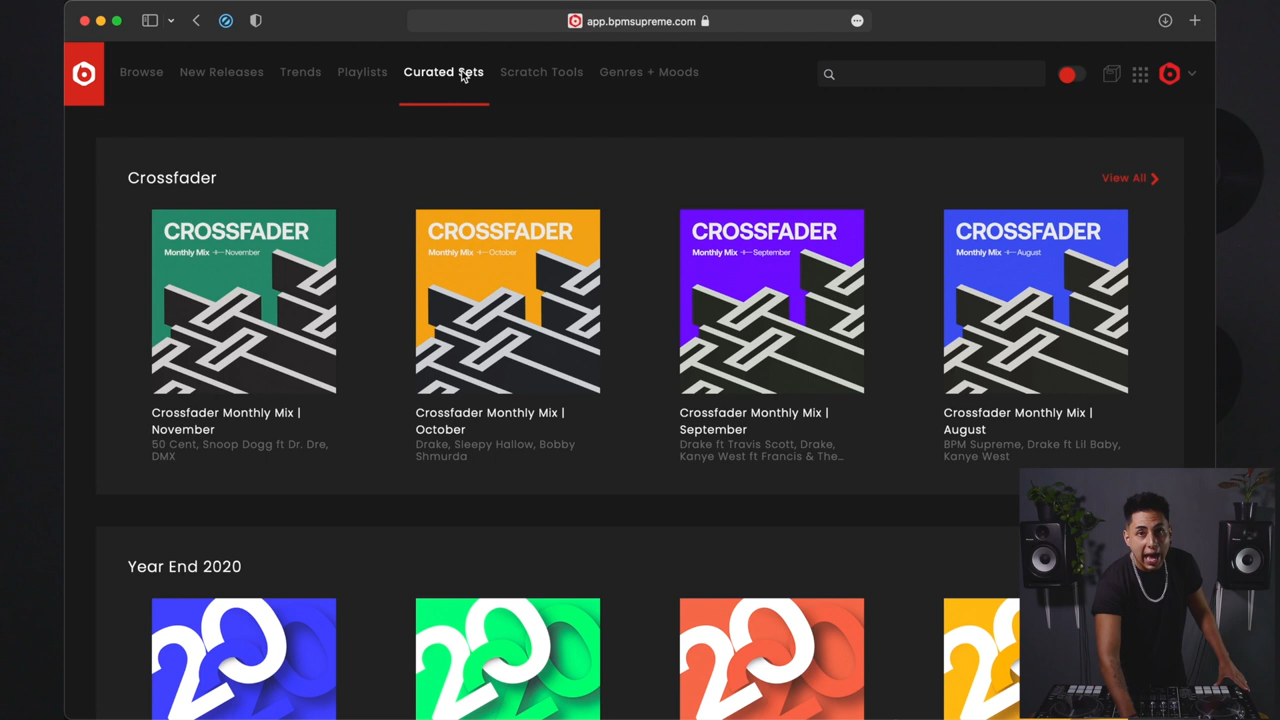 app.bpmsupreme.com
Browse New Releases Trends Playlists Curated Sets Scratch Tools Genres + Moods
Crossfader
View All
CROSSFADER
Monthly Mix November
CROSSFADER
Monthly Mix October
CROSSFADER
Monthly Mix September
CROSSFADER
Monthly Mix August
Crossfader Monthly Mix |
November
50 Cent, Snoop Dogg ft Dr. Dre,
DMX
Crossfader Monthly Mix |
October
Drake, Sleepy Hallow, Bobby
Shmurda
Crossfader Monthly Mix |
September
Drake ft Travis Scott, Drake,
Kanye West ft Francis & The...
Crossfader Monthly Mix |
August
BPM Supreme, Drake ft Lil Baby,
Kanye West
Year End 2020
2020
2020
2020
20